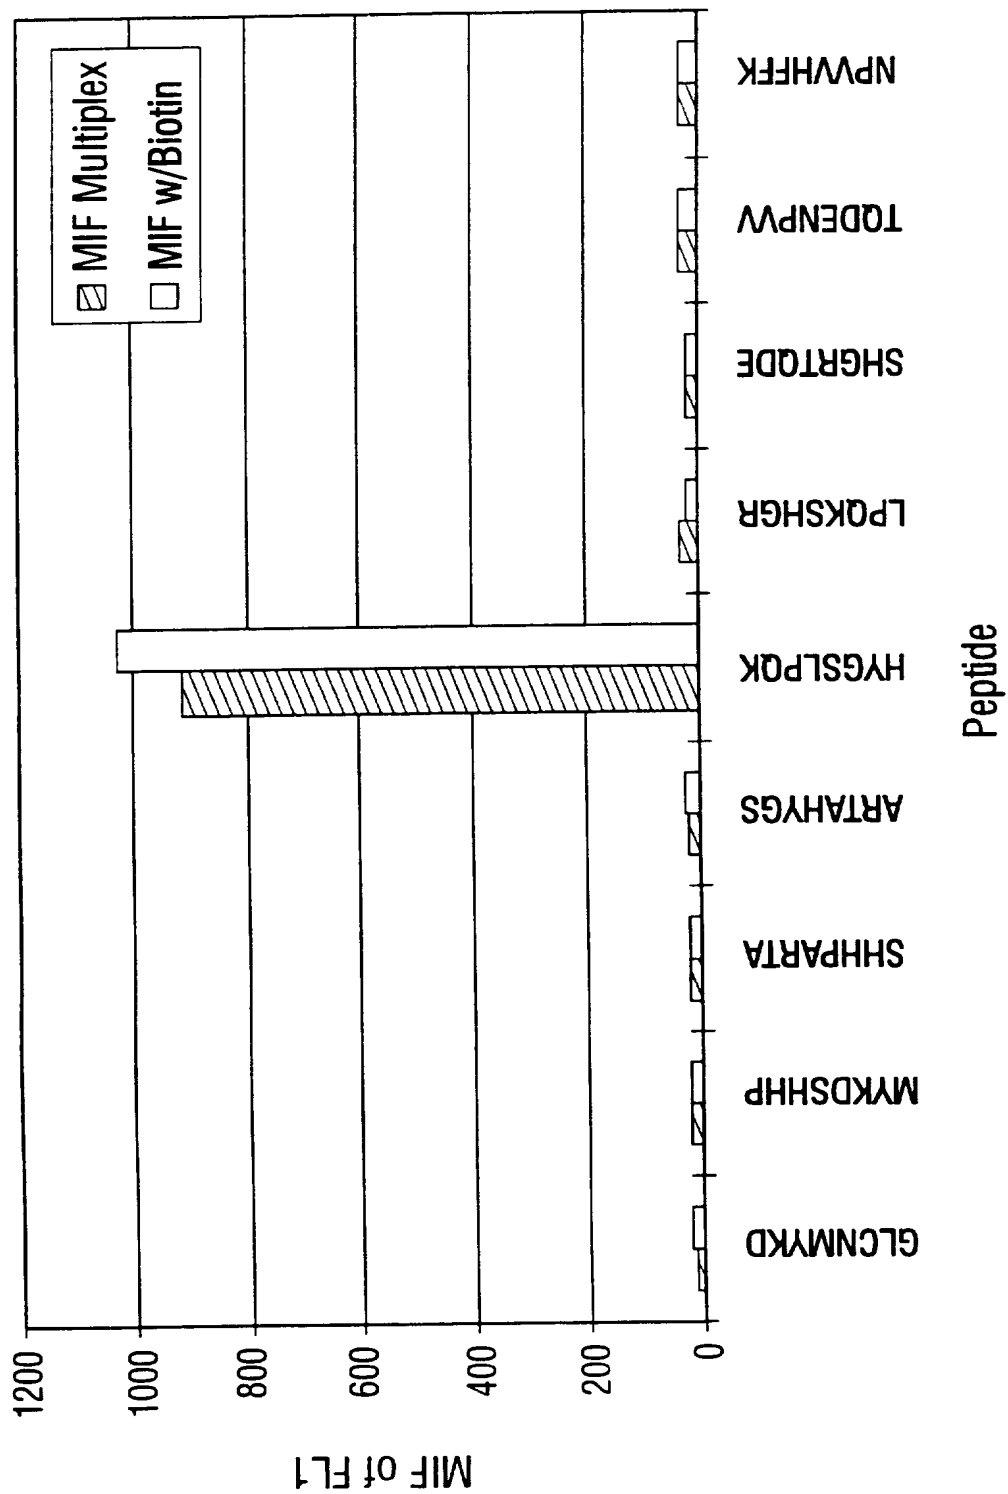 MIF Multiplex
MIF w/Biotin
1200
1000
800
600
400
200
0
MIF of FL1
GLCNMYKD
MYKDSHHP
SHHPARTA
ARTAHYGS
HYGSLPQK
LPQKSHGR
SHGRTQDE
TQDENPVV
NPVVHFFK
Peptide